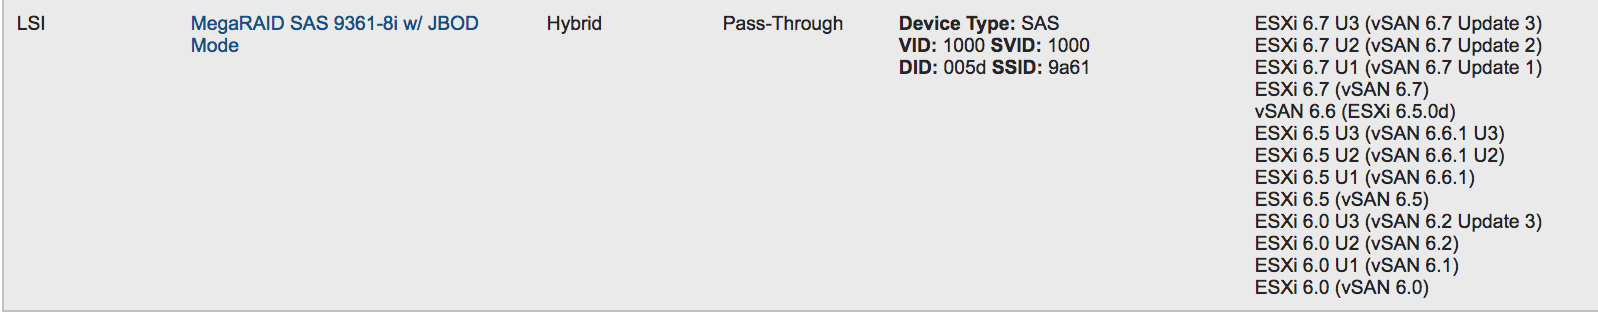 LSI
MegaRAID SAS 9361-8i w/ JBOD
Mode
Hybrid
Pass-Through
Device Type: SAS
VID: 1000 SVID: 1000
DID: 005d SSID: 9a61
ESXi 6.7 U3 (vSAN 6.7 Update 3)
ESXi 6.7 U2 (vSAN 6.7 Update 2)
ESXi 6.7 U1 (vSAN 6.7 Update 1)
ESXi 6.7 (vSAN 6.7)
vSAN 6.6 (ESXi 6.5.0d)
ESXi 6.5 U3 (vSAN 6.6.1 U3)
ESXi 6.5 U2 (vSAN 6.6.1 U2)
ESXi 6.5 U1 (vSAN 6.6.1)
ESXi 6.5 (vSAN 6.5)
ESXi 6.0 U3 (vSAN 6.2 Update 3)
ESXi 6.0 U2 (vSAN 6.2)
ESXi 6.0 U1 (vSAN 6.1)
ESXi 6.0 (vSAN 6.0)